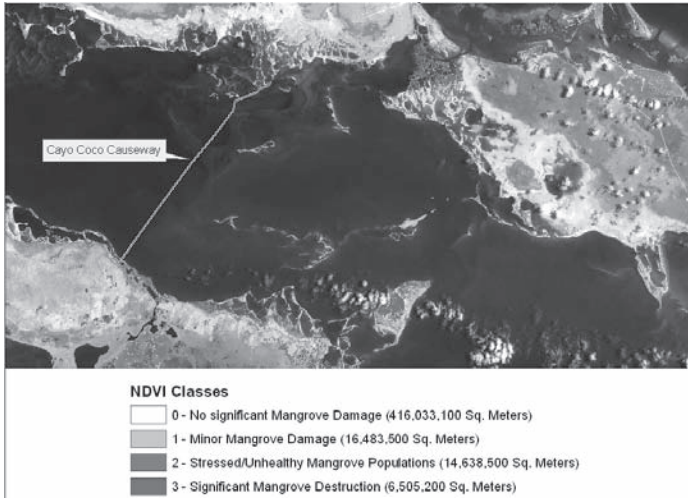 Cayo Coco Causeway
NDVI Classes
0 - No significant Mangrove Damage (416,033,100 Sq. Meters)
1 - Minor Mangrove Damage (16,483,500 Sq. Meters)
2 - Stressed/Unhealthy Mangrove Populations (14,638,500 Sq. Meters)
3 - Significant Mangrove Destruction (6,505,200 Sq. Meters)